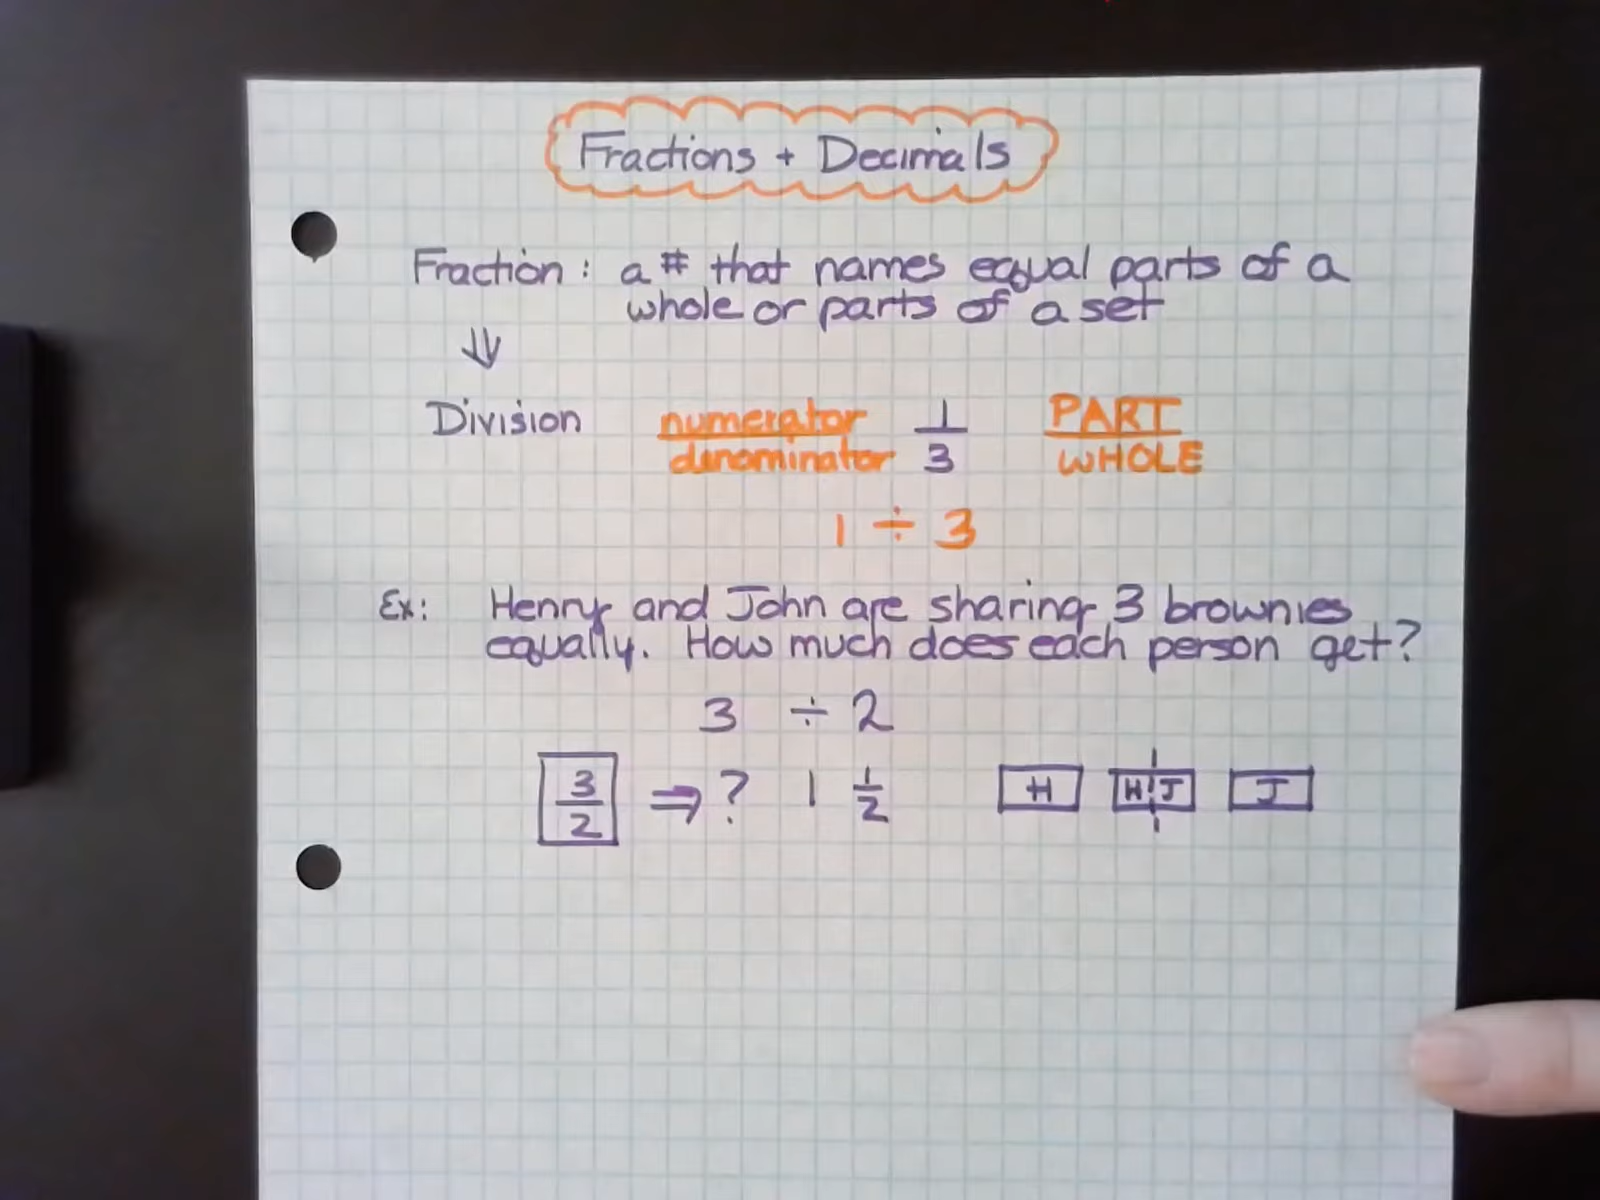 Fractions + Decimals
Fraction: a # that names equal parts of a
whole or parts of a set
⇓
Division numerator/denominator 1/3 PART/WHOLE
1 ÷ 3
Ex: Henry and John are sharing 3 brownies
equally. How much does each person get?
3 ÷ 2
3/2 ⇒ ? 1 1/2 H H J J